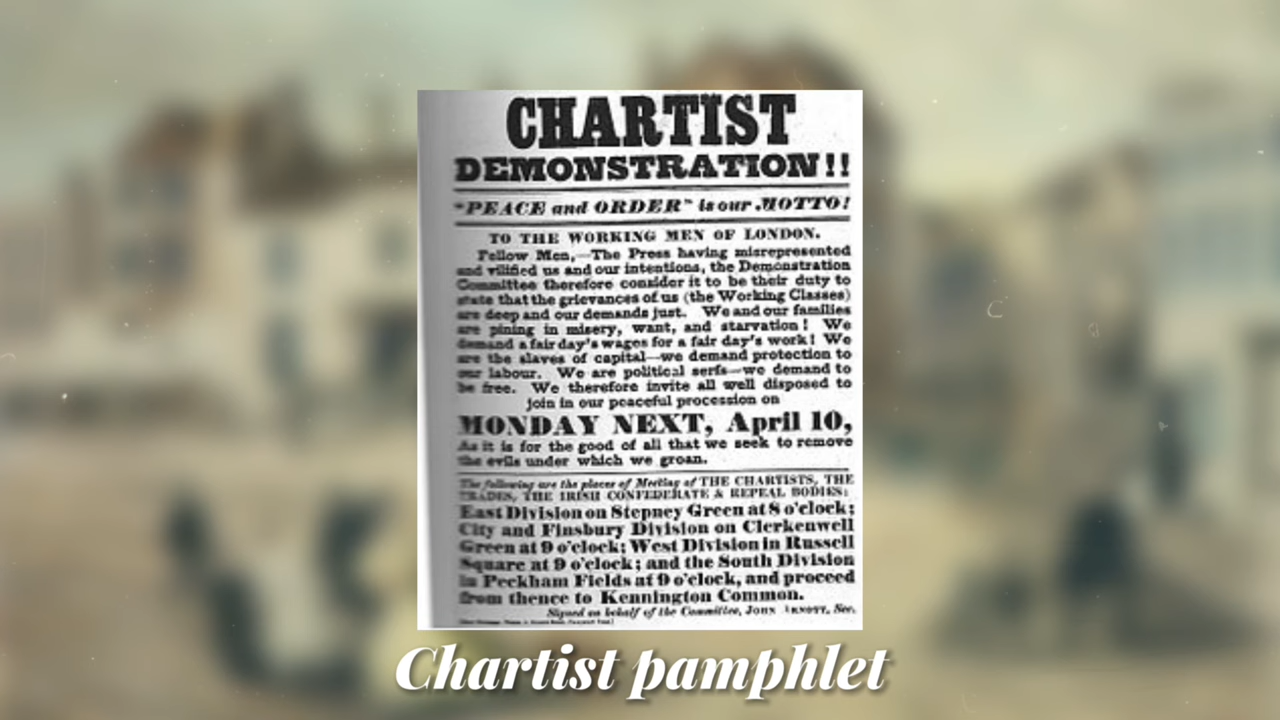 CHARTIST
DEMONSTRATION!!
"PEACE and ORDER" is our MOTTO!
TO THE WORKING MEN OF LONDON.
Fellow Men,—The Press having misrepresented
and vilified us and our intentions, the Demonstration
Committee therefore consider it to be their duty to
state that the grievances of us (the Working Classes)
are deep and our demands just. We and our families
are pining in misery, want, and starvation! We
demand a fair day's wages for a fair day's work! We
are the slaves of capital—we demand protection to
our labour. We are political serfs—we demand to
be free. We therefore invite all well disposed to
join in our peaceful procession on
MONDAY NEXT, April 10,
As it is for the good of all that we seek to remove
the evils under which we groan.
The following are the places of Meeting of THE CHARTISTS, THE
TRADES, THE IRISH CONFEDERATE & REPEAL BODIES:
East Division on Stepney Green at 8 o'clock;
City and Finsbury Division on Clerkenwell
Green at 9 o'clock; West Division in Russell
Square at 9 o'clock; and the South Division
in Peckham Fields at 9 o'clock, and proceed
from thence to Kennington Common.
Signed on behalf of the Committee, JOHN ARNOTT, Sec.
Chartist pamphlet